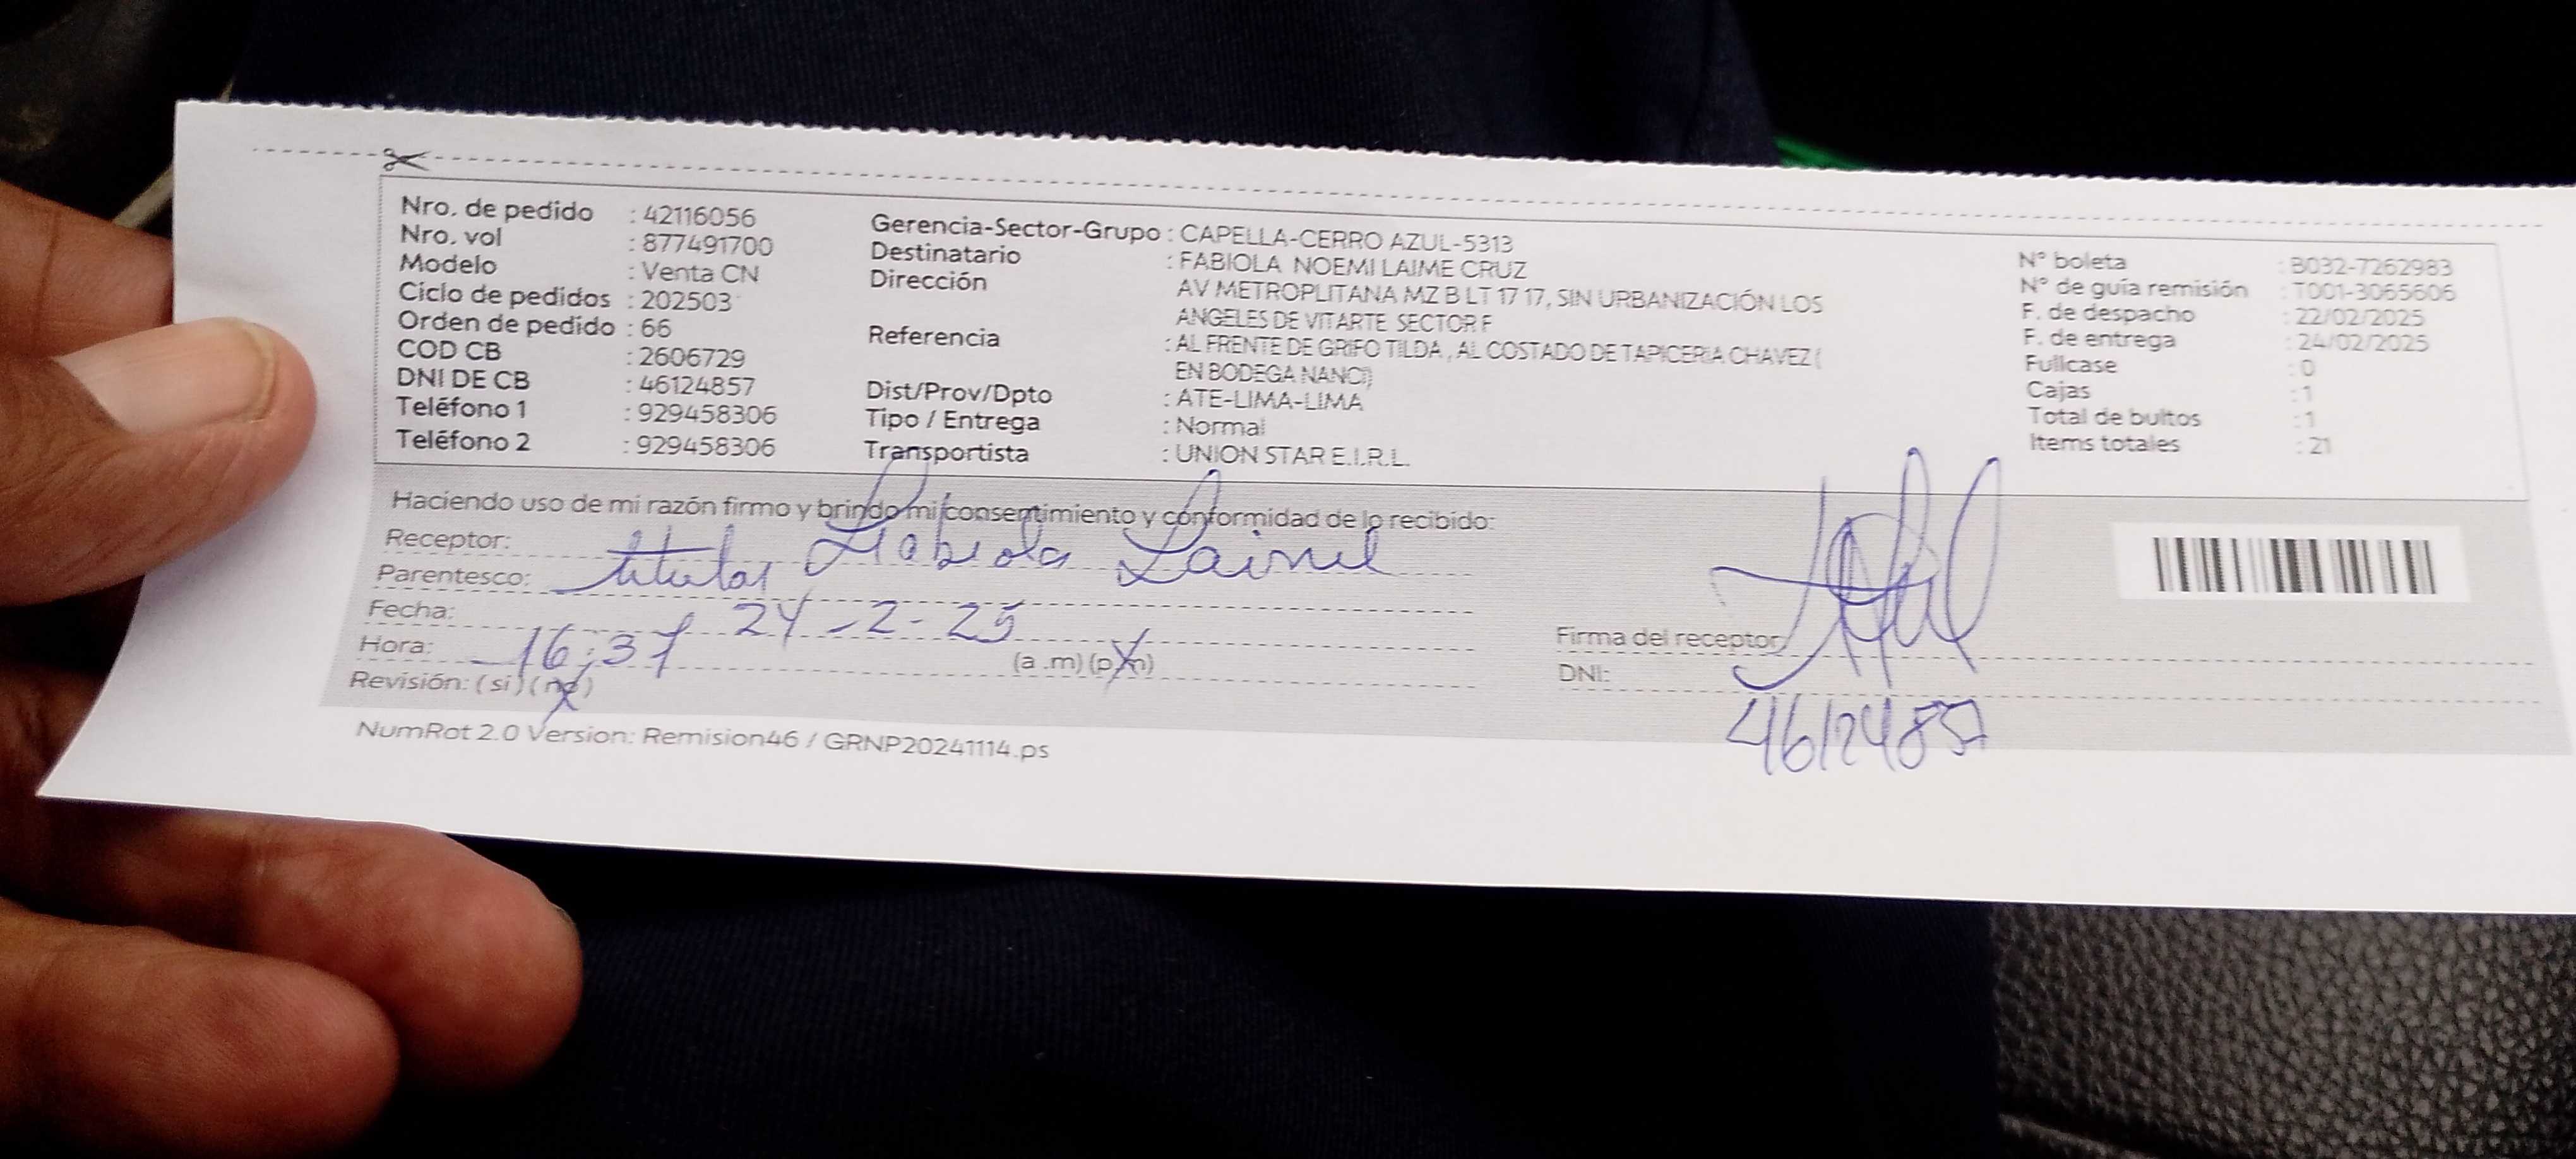 Nro. de pedido : 42116056
Nro. vol : 877491700
Modelo : Venta CN
Ciclo de pedidos : 202503
Orden de pedido : 66
COD CB : 2606729
DNI DE CB : 46124857
Teléfono 1 : 929458306
Teléfono 2 : 929458306
Gerencia-Sector-Grupo : CAPELLA-CERRO AZUL-5313
Destinatario : FABIOLA NOEMI LAIME CRUZ
Dirección AV METROPLITANA MZ B LT 17 17, SIN URBANIZACIÓN LOS
ANGELES DE VITARTE SECTOR F
Referencia : AL FRENTE DE GRIFO TILDA , AL COSTADO DE TAPICERIA CHAVEZ (
EN BODEGA NANCI)
Dist/Prov/Dpto : ATE-LIMA-LIMA
Tipo / Entrega : Normal
Transportista : UNION STAR E.I.R.L.
N° boleta : B032-7262983
N° de guía remisión : T001-3065606
F. de despacho : 22/02/2025
F. de entrega : 24/02/2025
Fullcase : 0
Cajas : 1
Total de bultos : 1
Items totales : 21
Haciendo uso de mi razón firmo y brindo mi consentimiento y conformidad de lo recibido:
Receptor: Fabiola Laime
Parentesco: titular
Fecha: 24-2-25
Hora: 16:37 (a .m) (p.m)
Revisión: (si) (no)
Firma del receptor
DNI: 46124857
NumRot 2.0 Version: Remision46 / GRNP20241114.ps